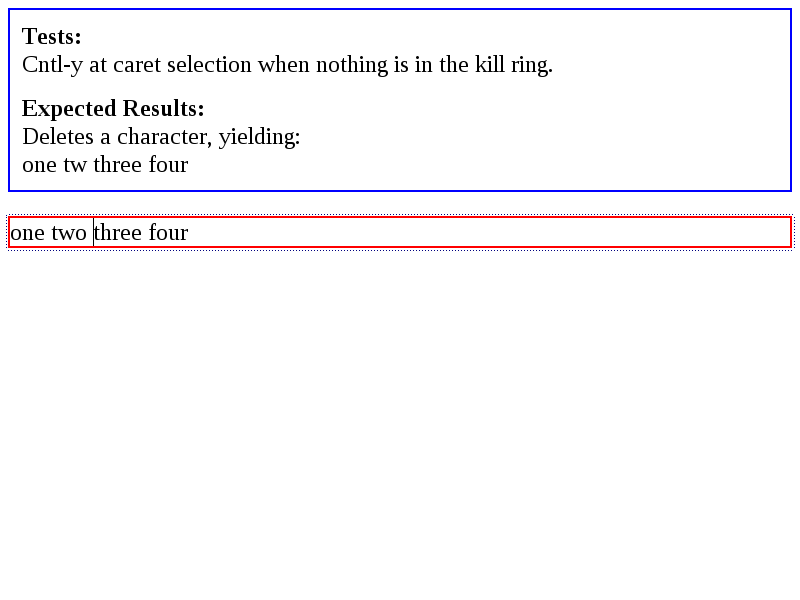 Tests:
Cntl-y at caret selection when nothing is in the kill ring.
Expected Results:
Deletes a character, yielding:
one tw three four
one two three four